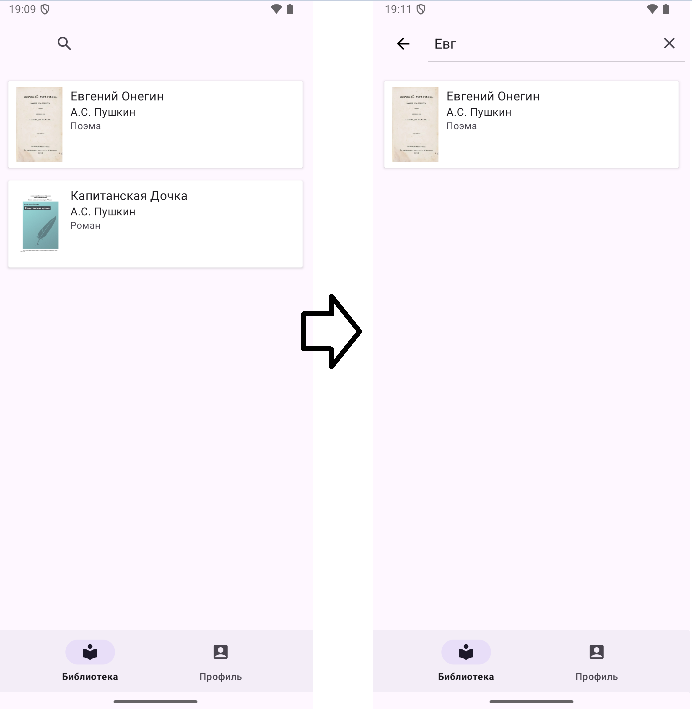 19:09
Евгений Онегин
А.С. Пушкин
Поэма
Капитанская Дочка
А.С. Пушкин
Роман
Библиотека
Профиль
19:11
Евг
Евгений Онегин
А.С. Пушкин
Поэма
Библиотека
Профиль